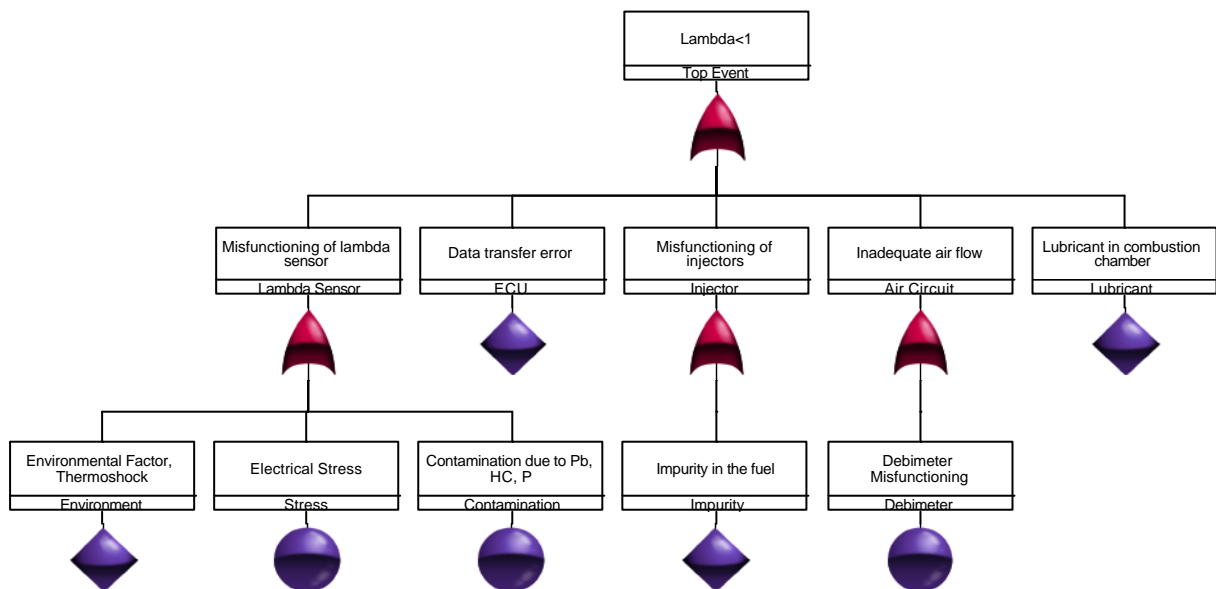 Lambda<1
Top Event
Misfunctioning of lambda
sensor
Lambda Sensor
Data transfer error
ECU
Misfunctioning of
injectors
Injector
Inadequate air flow
Air Circuit
Lubricant in combustion
chamber
Lubricant
Environmental Factor,
Thermoshock
Environment
Electrical Stress
Stress
Contamination due to Pb,
HC, P
Contamination
Impurity in the fuel
Impurity
Debimeter
Misfunctioning
Debimeter